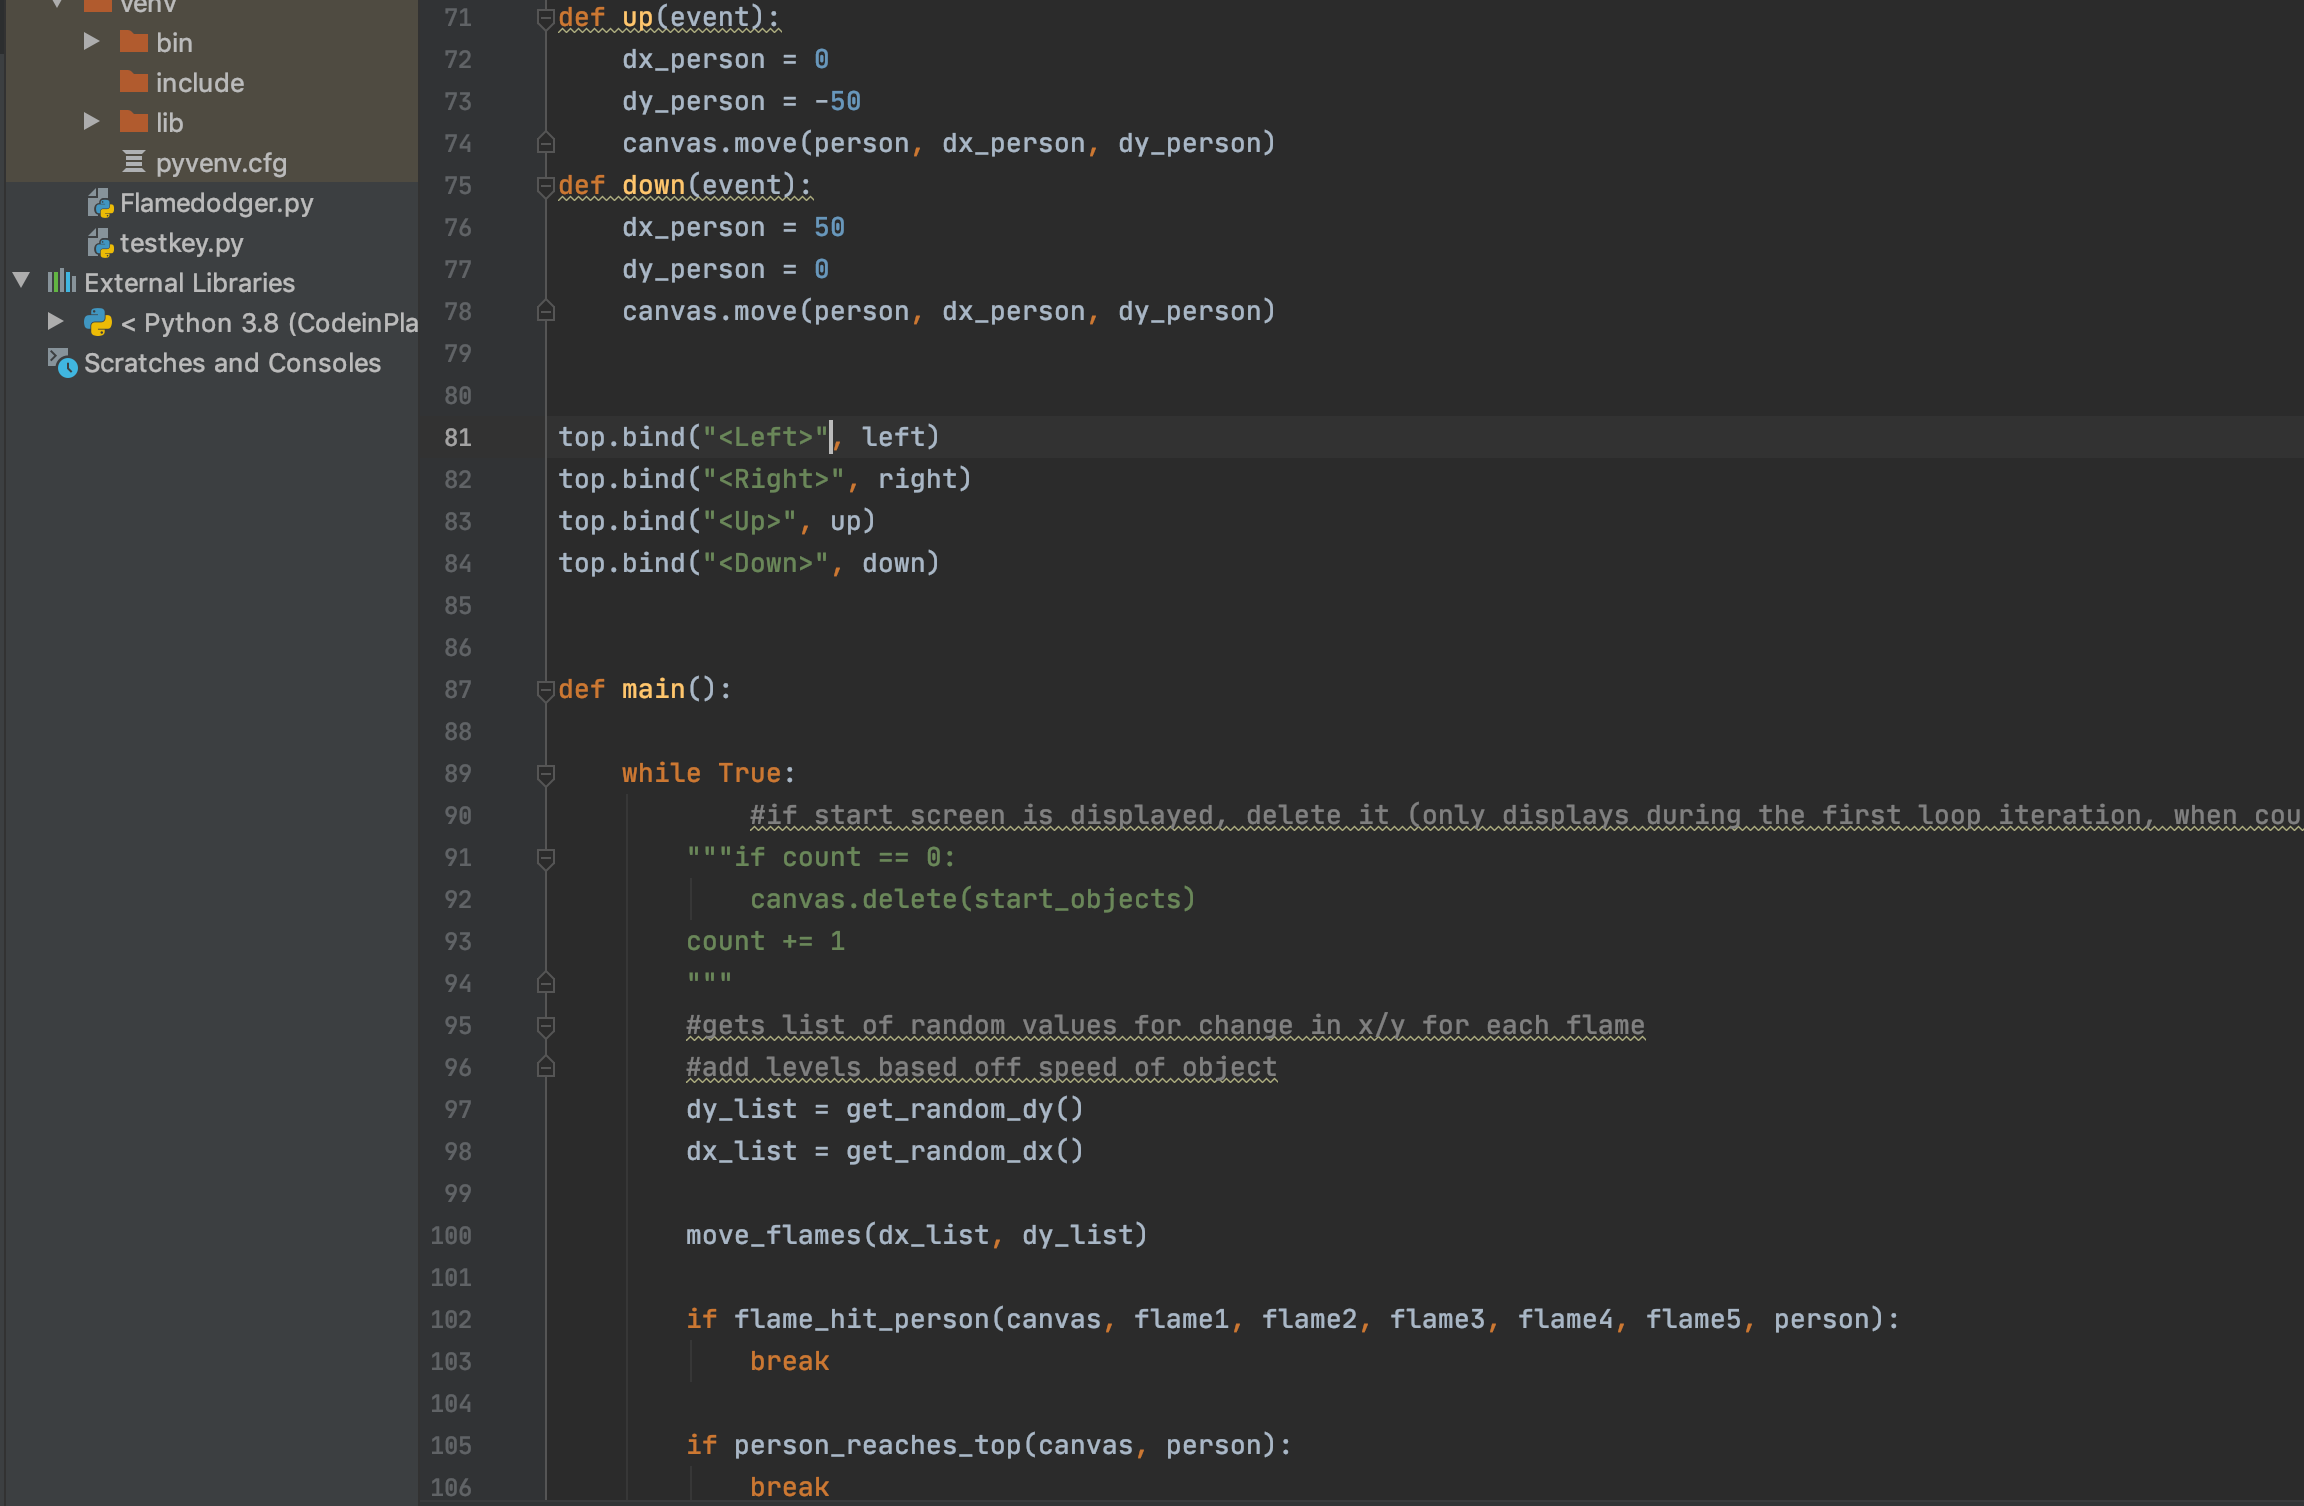 venv
bin
include
lib
pyvenv.cfg
Flamedodger.py
testkey.py
External Libraries
< Python 3.8 (CodeinPla
Scratches and Consoles
71 def up(event):
72     dx_person = 0
73     dy_person = -50
74     canvas.move(person, dx_person, dy_person)
75 def down(event):
76     dx_person = 50
77     dy_person = 0
78     canvas.move(person, dx_person, dy_person)
79
80
81 top.bind("<Left>", left)
82 top.bind("<Right>", right)
83 top.bind("<Up>", up)
84 top.bind("<Down>", down)
85
86
87 def main():
88
89     while True:
90             #if start screen is displayed, delete it (only displays during the first loop iteration, when cou
91         """if count == 0:
92             canvas.delete(start_objects)
93         count += 1
94         """
95         #gets list of random values for change in x/y for each flame
96         #add levels based off speed of object
97         dy_list = get_random_dy()
98         dx_list = get_random_dx()
99
100         move_flames(dx_list, dy_list)
101
102         if flame_hit_person(canvas, flame1, flame2, flame3, flame4, flame5, person):
103             break
104
105         if person_reaches_top(canvas, person):
106             break